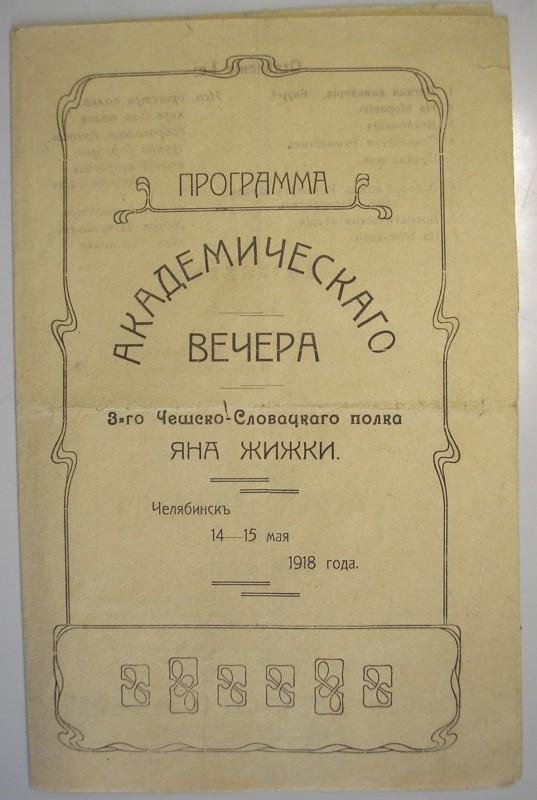 ПРОГРАММА
АКАДЕМИЧЕСКАГО
ВЕЧЕРА
3=го Чешско-Словацкаго полка
ЯНА ЖИЖКИ.
Челябинскъ
14—15 мая
1918 года.